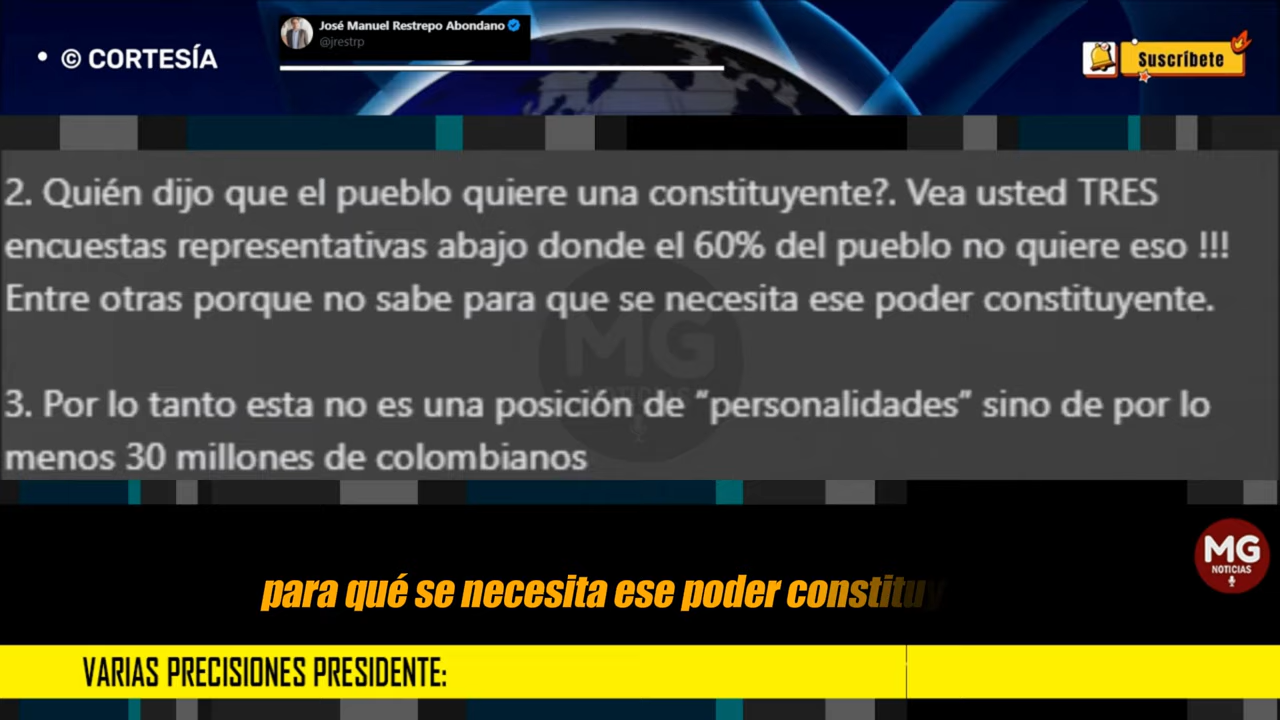 • © CORTESÍA
José Manuel Restrepo Abondano
@jrestrp
Suscríbete
2. Quién dijo que el pueblo quiere una constituyente?. Vea usted TRES
encuestas representativas abajo donde el 60% del pueblo no quiere eso !!!
Entre otras porque no sabe para que se necesita ese poder constituyente.
MG
NOTICIAS
3. Por lo tanto esta no es una posición de “personalidades” sino de por lo
menos 30 millones de colombianos
MG
NOTICIAS
para qué se necesita ese poder constituy
VARIAS PRECISIONES PRESIDENTE: